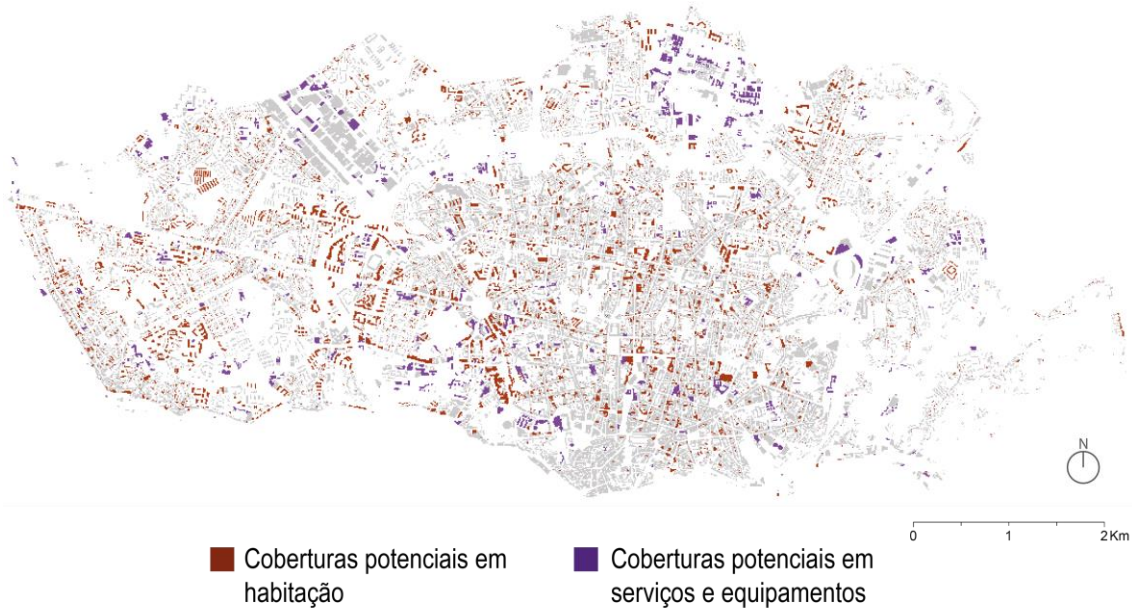 N
0 1 2 Km
Coberturas potenciais em
habitação
Coberturas potenciais em
serviços e equipamentos